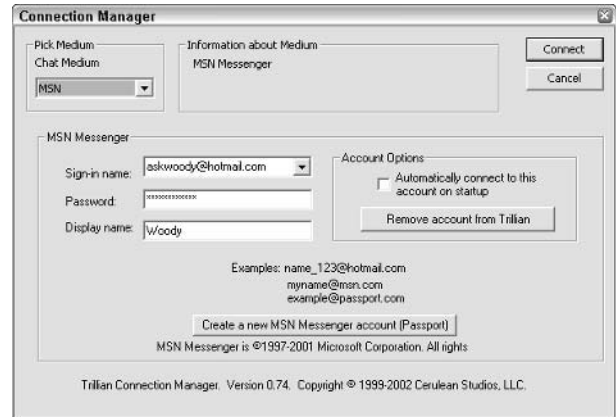 Connection Manager
Pick Medium
Chat Medium
MSN
Information about Medium
MSN Messenger
Connect
Cancel
MSN Messenger
Sign-in name: askwoody@hotmail.com
Password: *************
Display name: Woody
Account Options
Automatically connect to this
account on startup
Remove account from Trillian
Examples: name_123@hotmail.com
myname@msn.com
example@passport.com
Create a new MSN Messenger account (Passport)
MSN Messenger is ©1997-2001 Microsoft Corporation. All rights
Trillian Connection Manager. Version 0.74. Copyright © 1999-2002 Cerulean Studios, LLC.